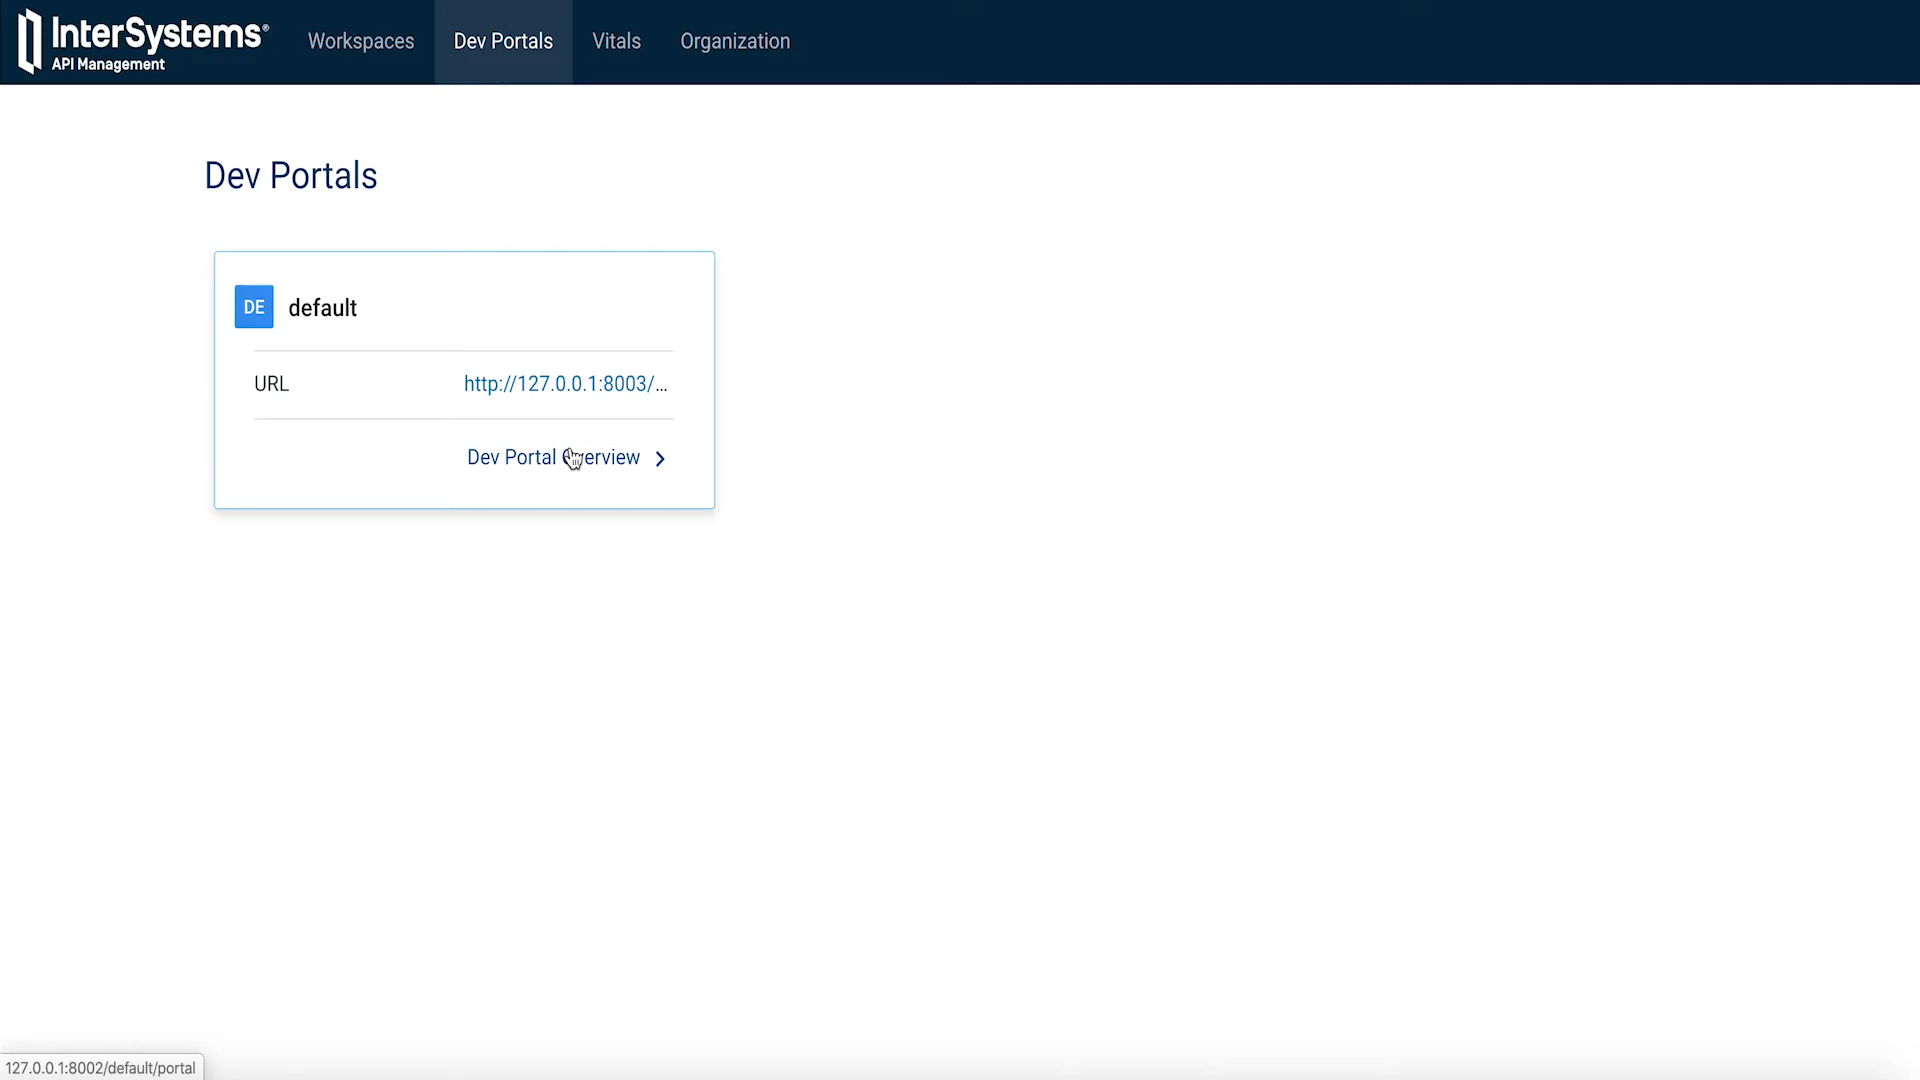 InterSystems®
API Management
Workspaces
Dev Portals
Vitals
Organization
Dev Portals
DE
default
URL
http://127.0.0.1:8003/...
Dev Portal Overview
127.0.0.1:8002/default/portal